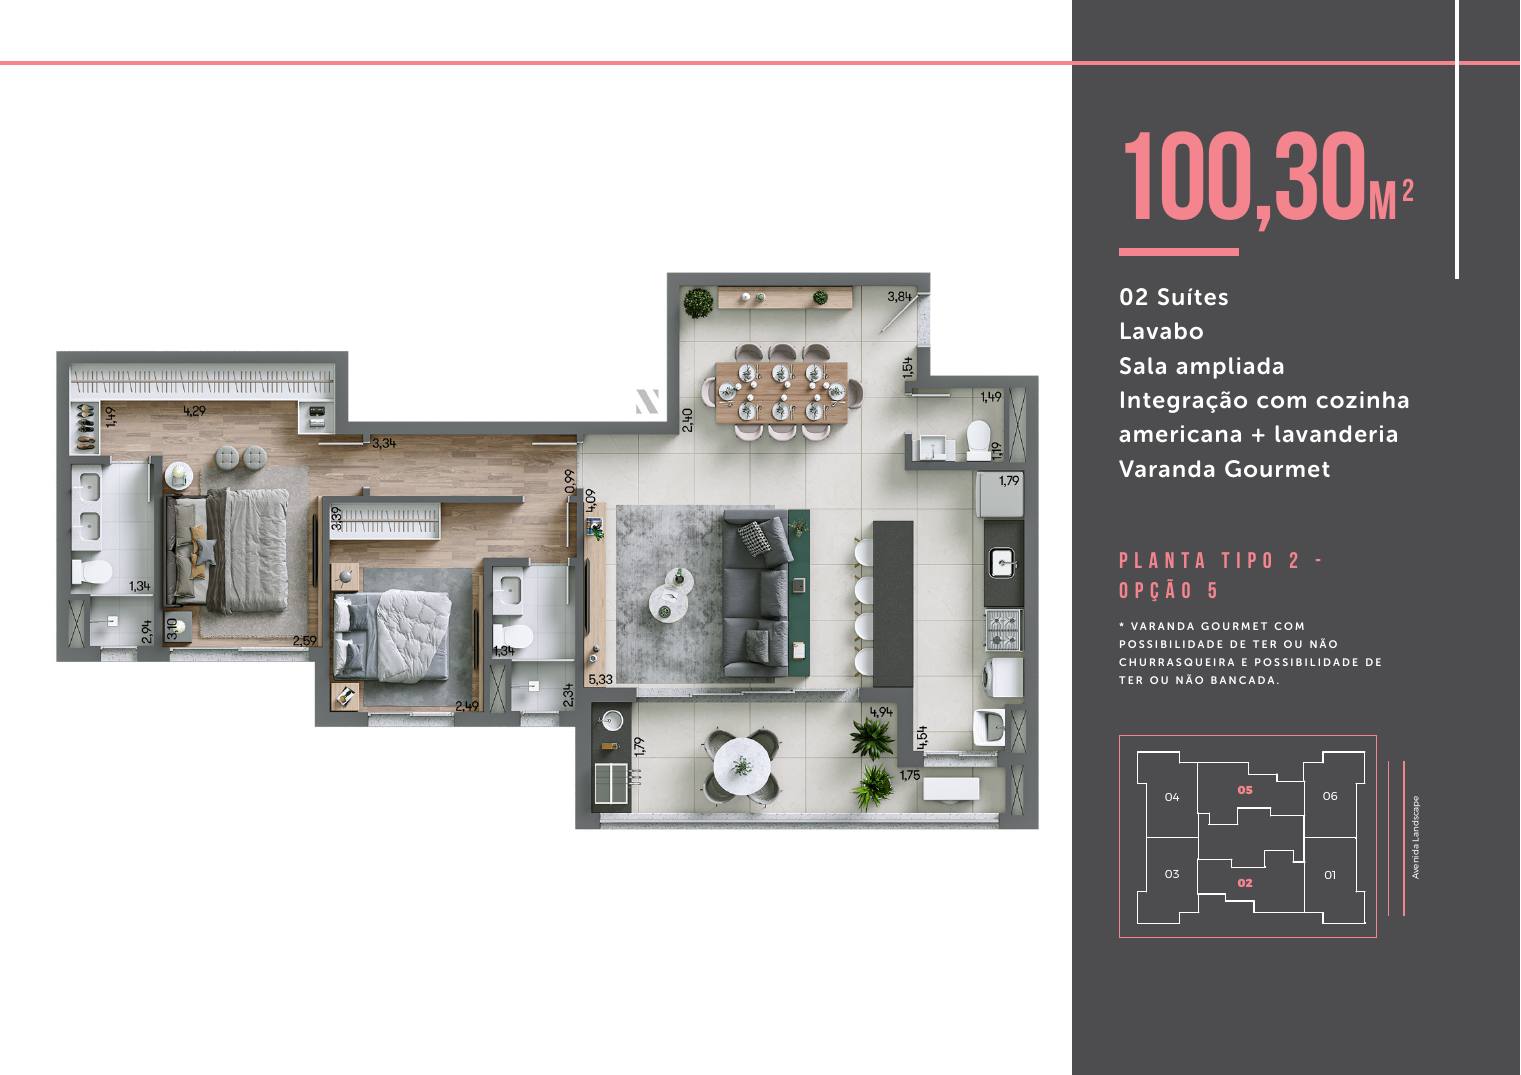 100,30M²
02 Suítes
Lavabo
Sala ampliada
Integração com cozinha
americana + lavanderia
Varanda Gourmet
PLANTA TIPO 2 -
OPÇÃO 5
* VARANDA GOURMET COM
POSSIBILIDADE DE TER OU NÃO
CHURRASQUEIRA E POSSIBILIDADE DE
TER OU NÃO BANCADA.
04
05
06
03
02
01
Avenida Landscape
3,84
1,54
1,49
2,40
1,19
1,79
1,49
4,29
3,34
0,99
4,09
3,39
1,34
2,94
3,10
2,59
1,34
2,49
2,34
5,33
4,94
1,79
4,54
1,75
N